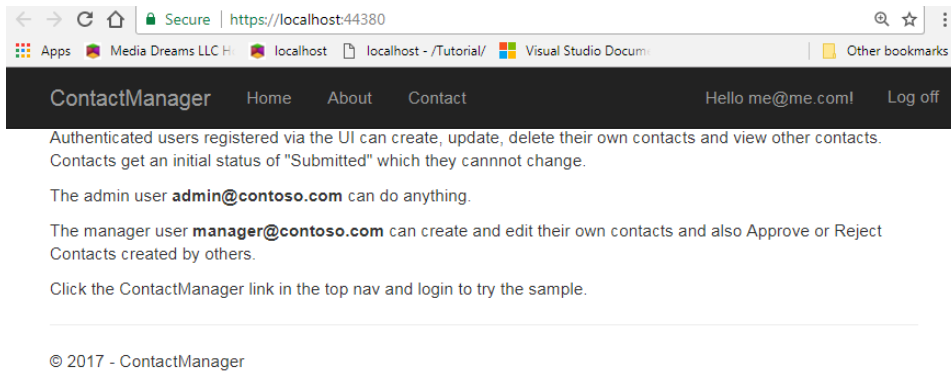 Secure | https://localhost:44380
Apps Media Dreams LLC localhost localhost - /Tutorial/ Visual Studio Other bookmarks
ContactManager Home About Contact Hello me@me.com! Log off
Authenticated users registered via the UI can create, update, delete their own contacts and view other contacts.
Contacts get an initial status of "Submitted" which they cannnot change.
The admin user admin@contoso.com can do anything.
The manager user manager@contoso.com can create and edit their own contacts and also Approve or Reject
Contacts created by others.
Click the ContactManager link in the top nav and login to try the sample.
© 2017 - ContactManager